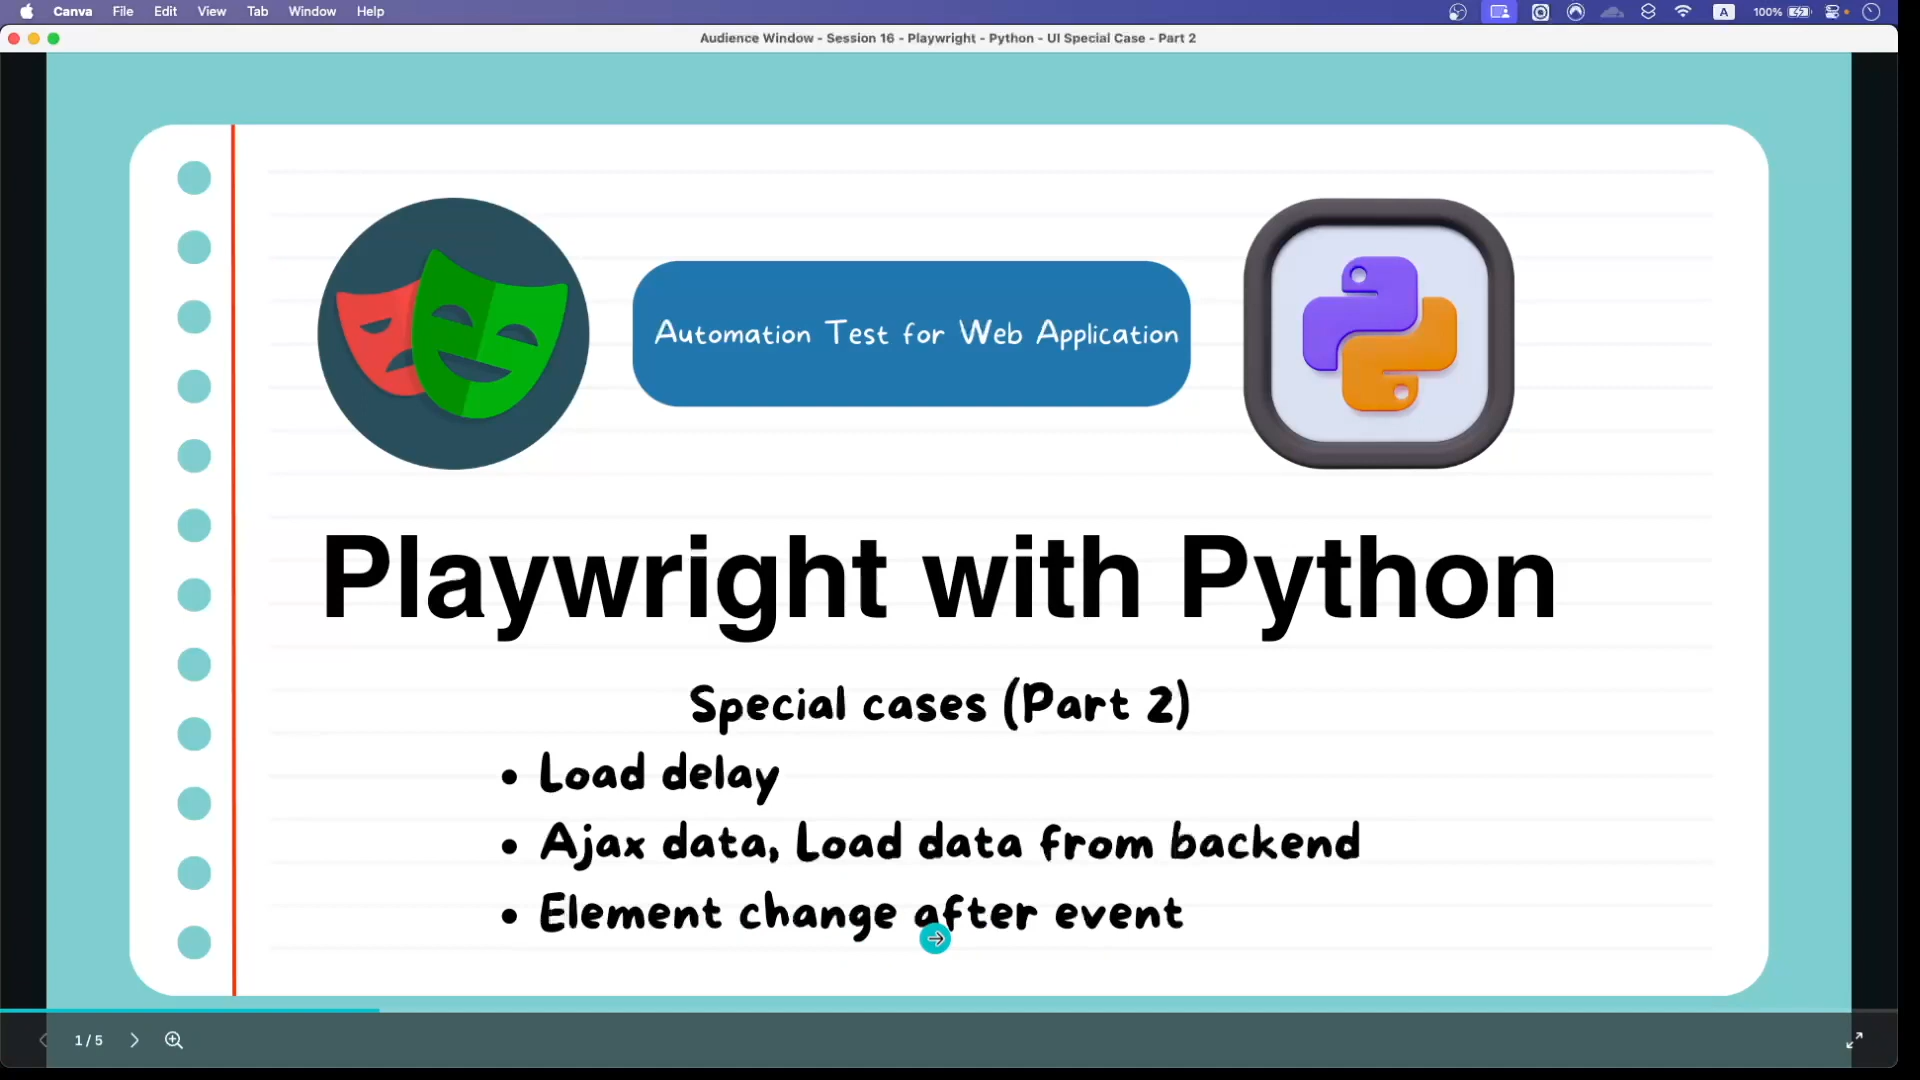 Canva File Edit View Tab Window Help A 100%
Audience Window - Session 16 - Playwright - Python - UI Special Case - Part 2
Automation Test for Web Application
Playwright with Python
Special cases (Part 2)
• Load delay
• Ajax data, Load data from backend
• Element change after event
1 / 5